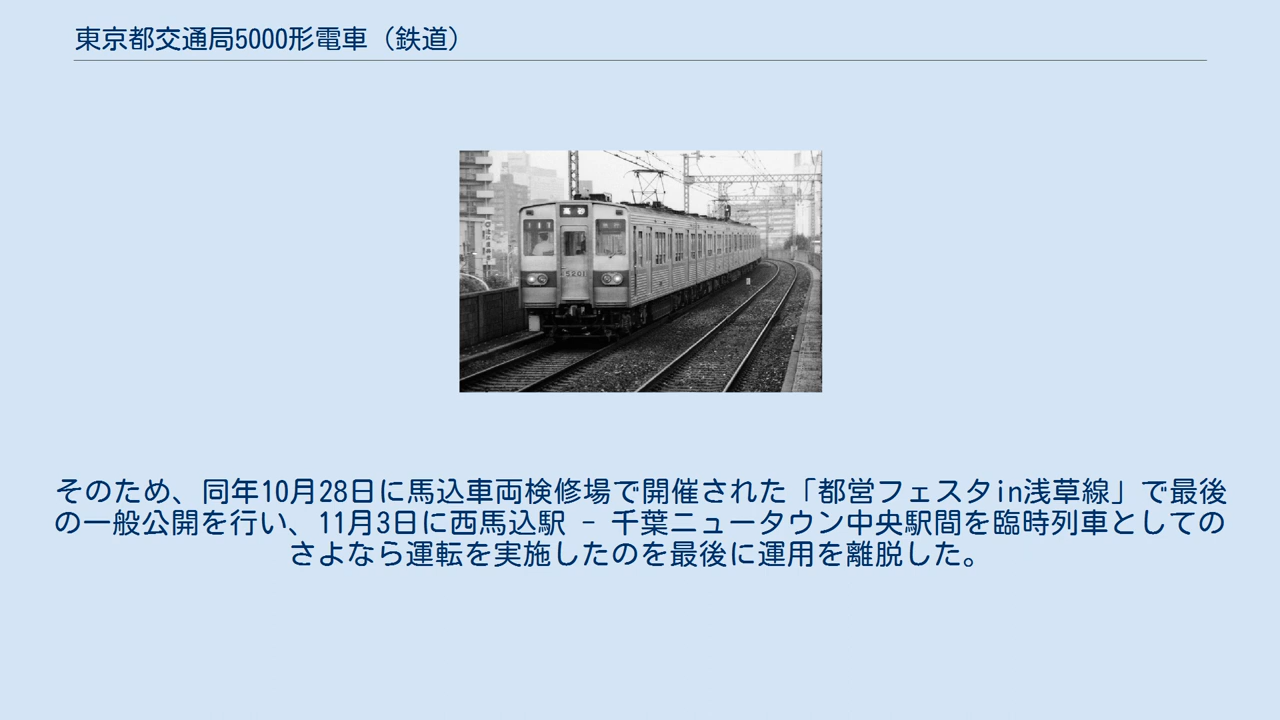 東京都交通局5000形電車（鉄道）
5201
そのため、同年10月28日に馬込車両検修場で開催された「都営フェスタin浅草線」で最後
の一般公開を行い、11月3日に西馬込駅 - 千葉ニュータウン中央駅間を臨時列車としての
さよなら運転を実施したのを最後に運用を離脱した。